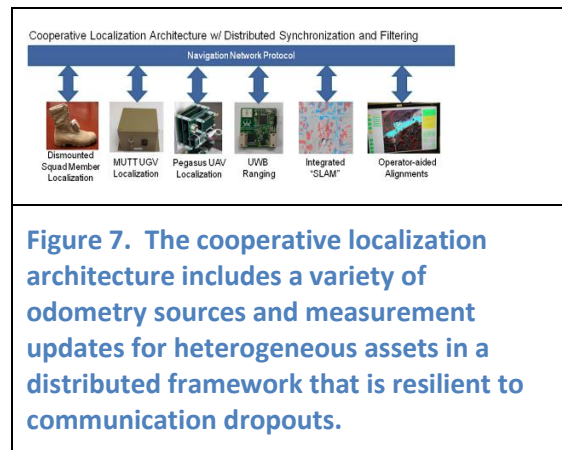 Cooperative Localization Architecture w/ Distributed Synchronization and Filtering
Navigation Network Protocol
Dismounted
Squad Member
Localization
MUTT UGV
Localization
Pegasus UAV
Localization
UWB
Ranging
Integrated
"SLAM"
Operator-aided
Alignments
Figure 7.  The cooperative localization
architecture includes a variety of
odometry sources and measurement
updates for heterogeneous assets in a
distributed framework that is resilient to
communication dropouts.